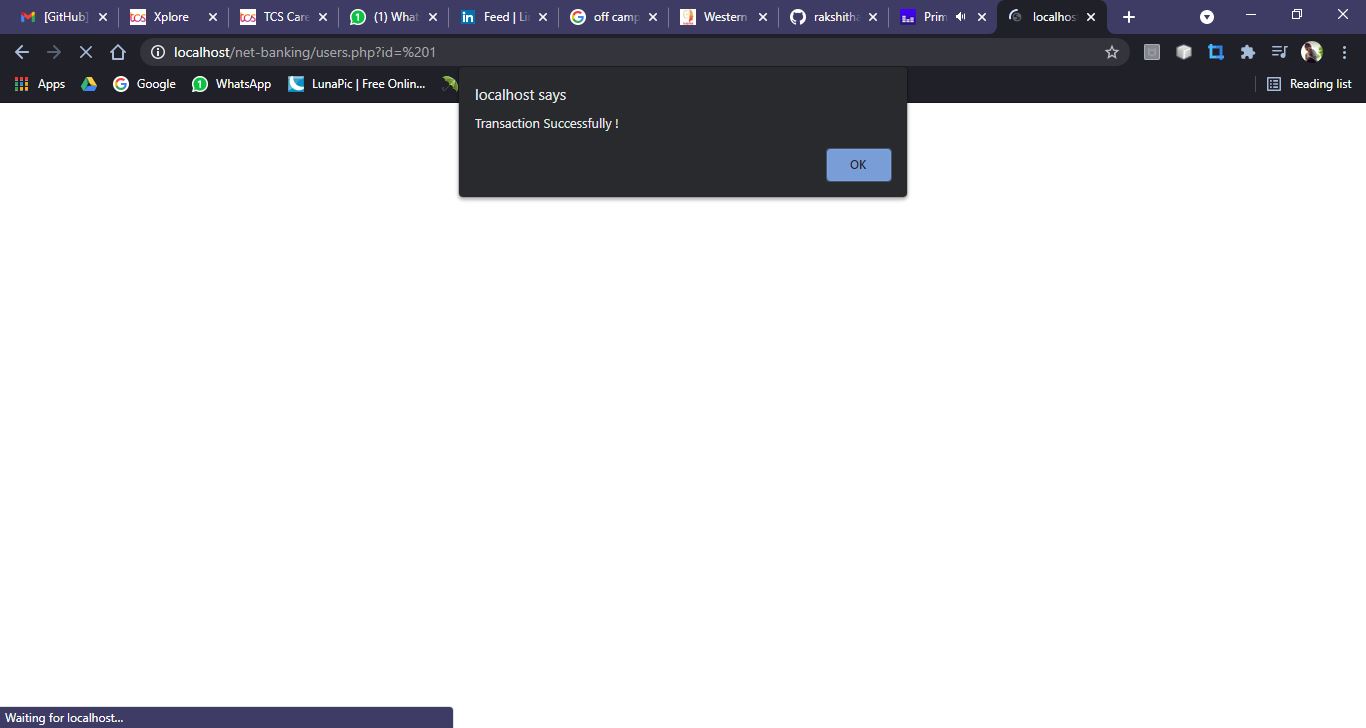 [GitHub] Xplore TCS Care (1) What Feed | Li off camp Western rakshitha Prim localhos
localhost/net-banking/users.php?id=%201
Apps Google WhatsApp LunaPic | Free Onlin... Reading list
localhost says
Transaction Successfully !
OK
Waiting for localhost...